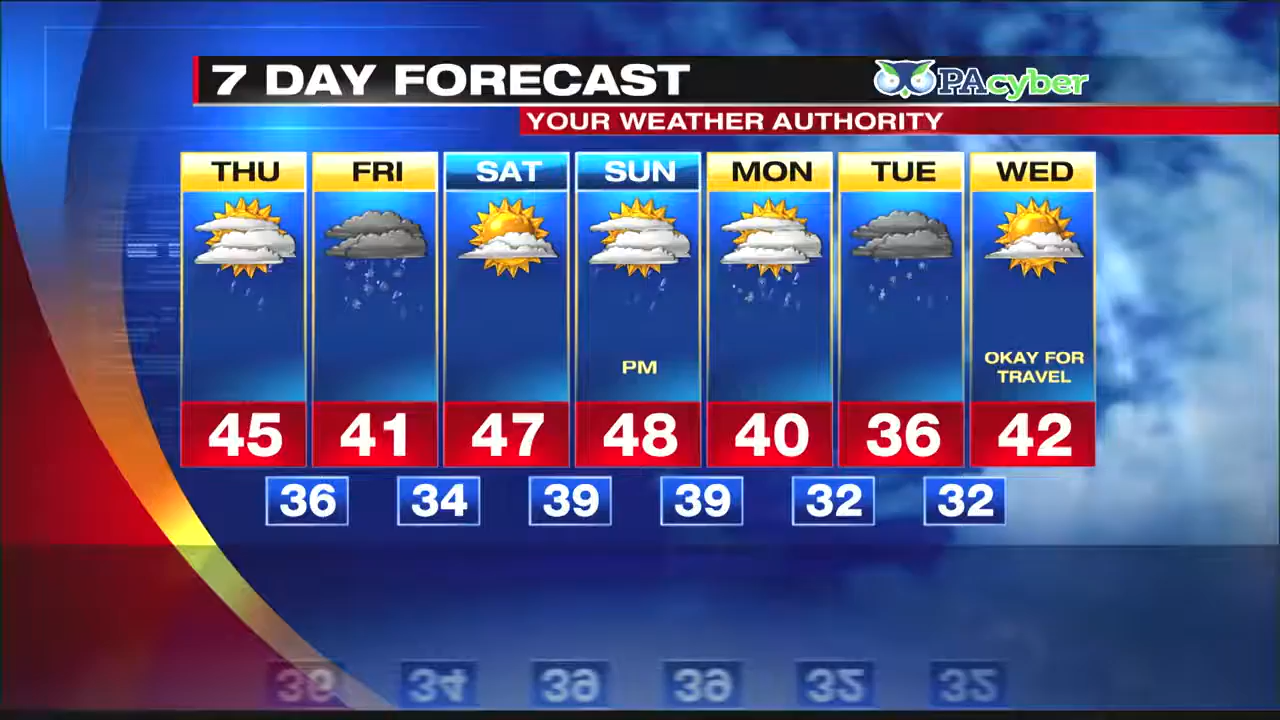 7 DAY FORECAST
PAcyber
YOUR WEATHER AUTHORITY
THU FRI SAT SUN MON TUE WED
PM
OKAY FOR
TRAVEL
45 41 47 48 40 36 42
36 34 39 39 32 32